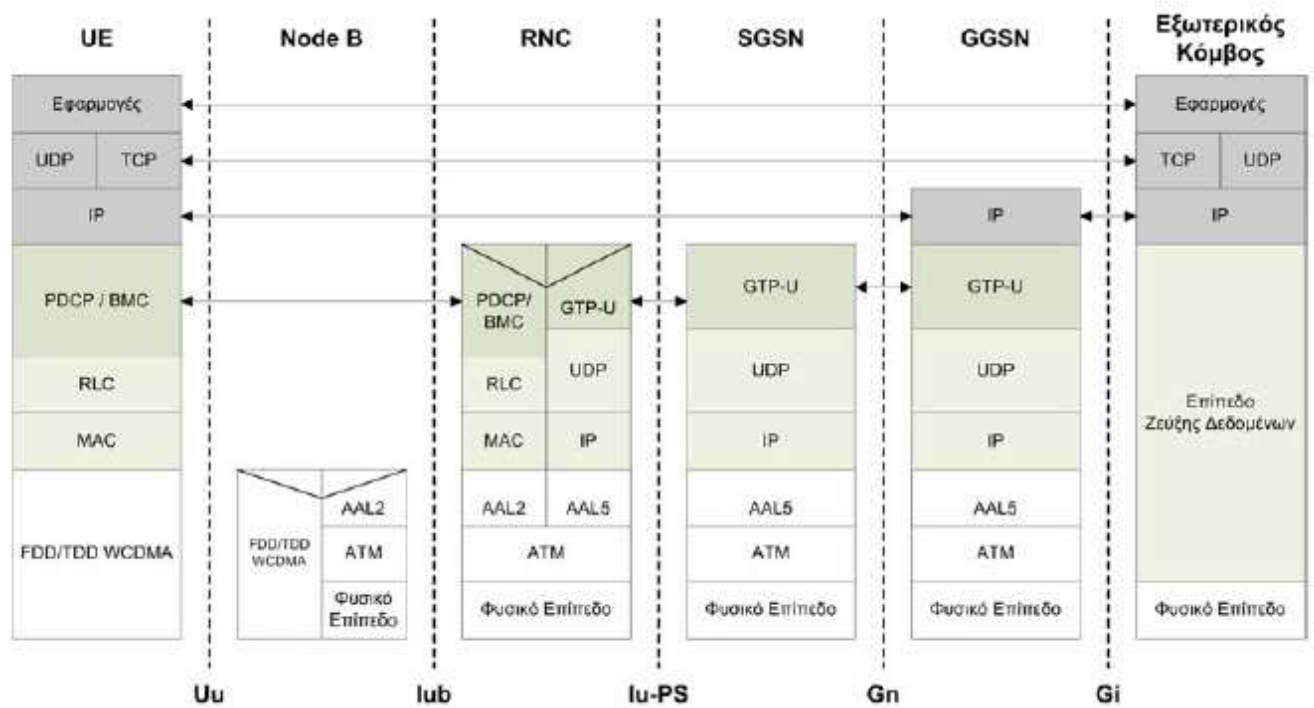 UE
Node B
RNC
SGSN
GGSN
Εξωτερικός
Κόμβος
Εφαρμογές
UDP
TCP
IP
PDCP / BMC
RLC
MAC
FDD/TDD WCDMA
FDD/TDD
WCDMA
AAL2
ATM
Φυσικό
Επίπεδο
PDCP/
BMC
GTP-U
RLC
UDP
MAC
IP
AAL2
AAL5
ATM
Φυσικό Επίπεδο
GTP-U
UDP
IP
AAL5
ATM
Φυσικό Επίπεδο
IP
GTP-U
UDP
IP
AAL5
ATM
Φυσικό Επίπεδο
Εφαρμογές
TCP
UDP
IP
Επίπεδο
Ζεύξης Δεδομένων
Φυσικό Επίπεδο
Uu
Iub
Iu-PS
Gn
Gi